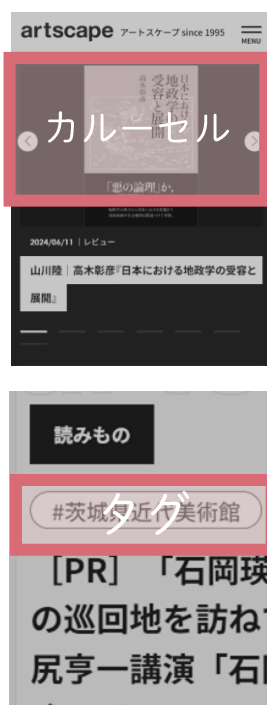 artscape アートスケープ since 1995
MENU
日本における
地政学の
受容と展開
高木彰彦
カルーセル
「悪の論理」か、
2024/06/11｜レビュー
山川陸｜高木彰彦『日本における地政学の受容と
展開』
読みもの
#茨城県近代美術館
タグ
［PR］「石岡瑛
の巡回地を訪ねて
尻亨一講演「石